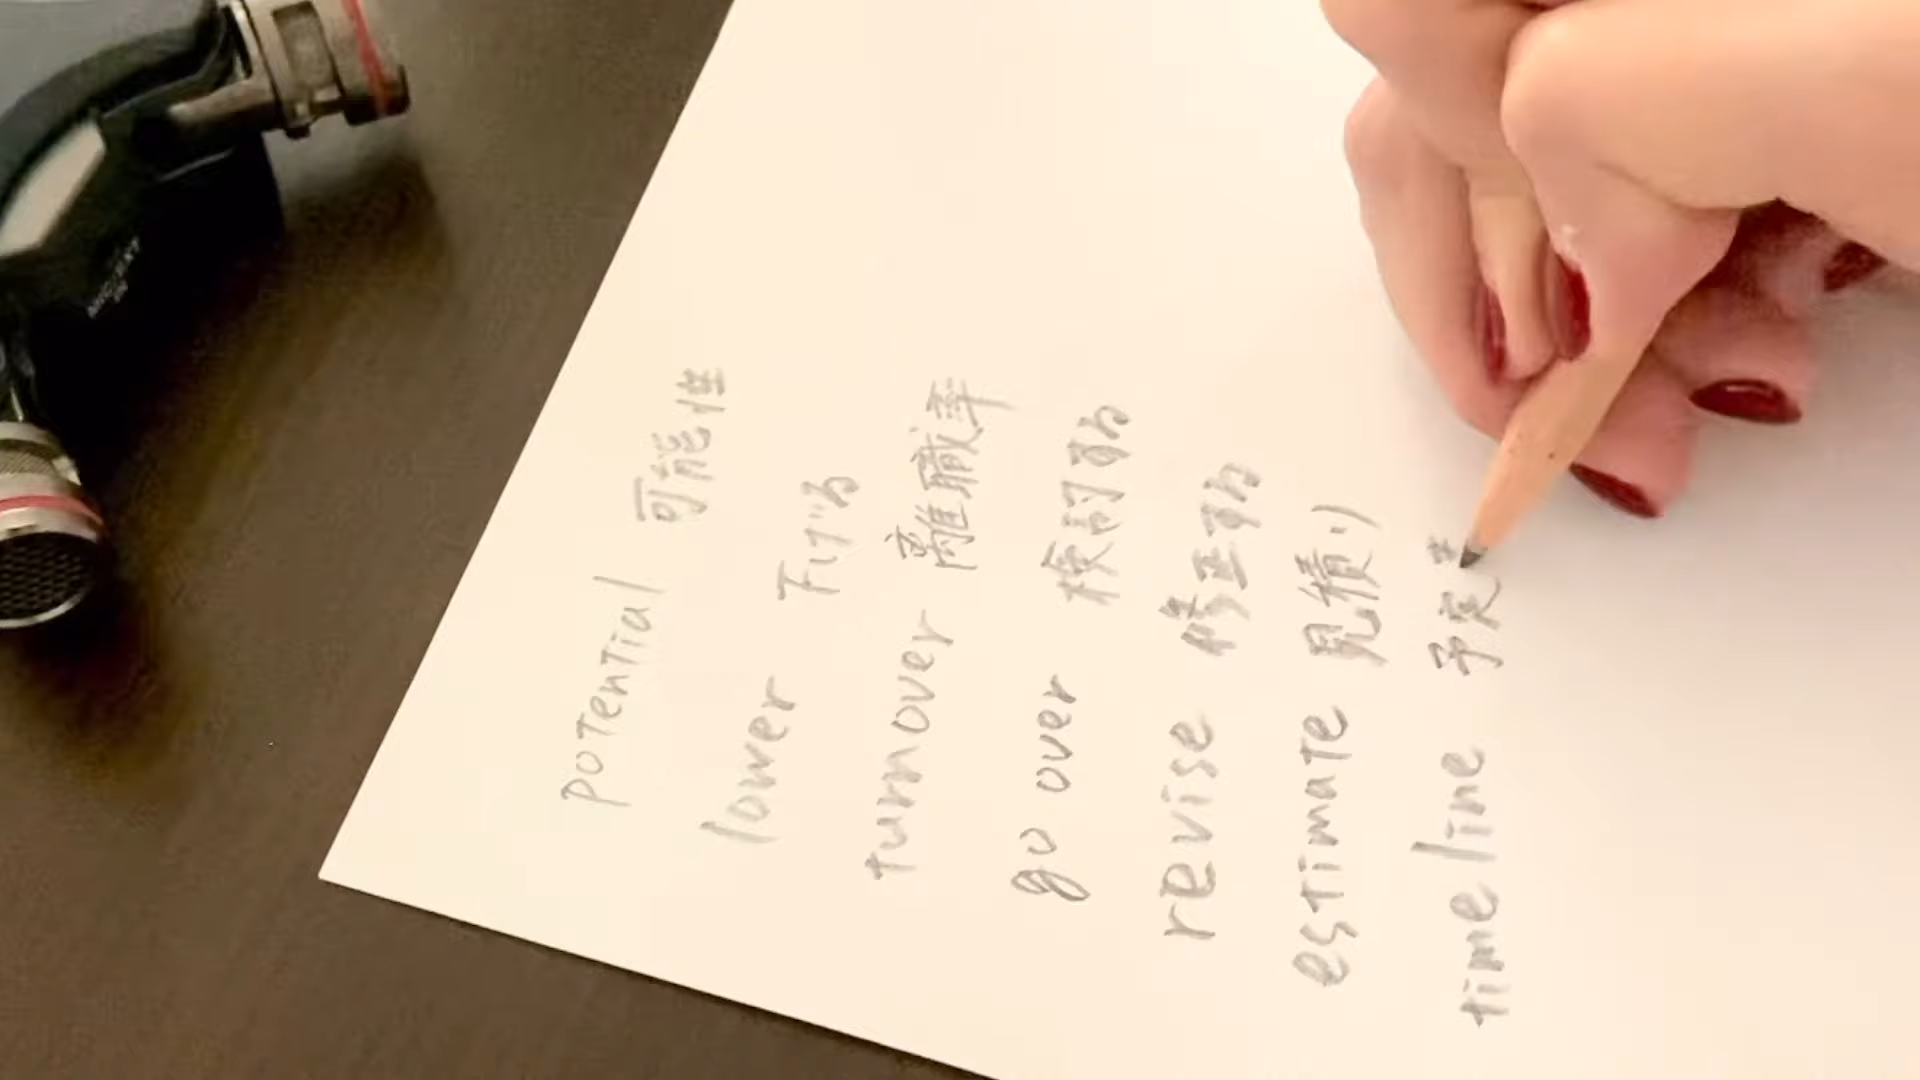 potential 可能性
lower 下げる
turnover 離職率
go over 検討する
revise 修正する
estimate 見積り
timeline 予定